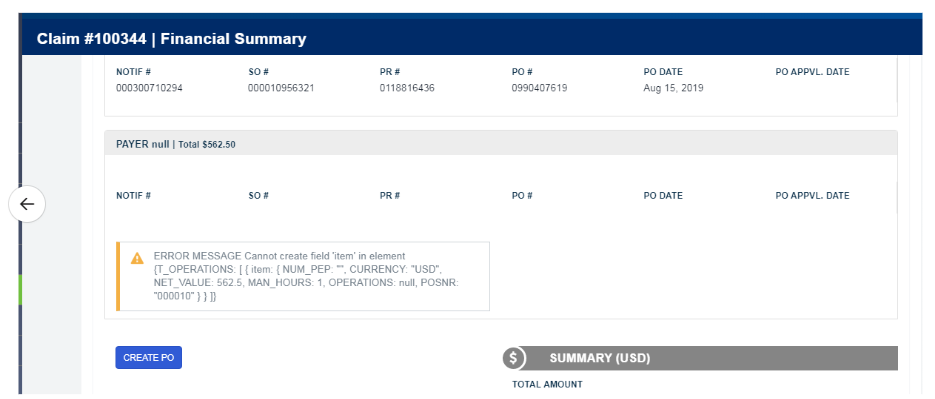 Claim #100344 | Financial Summary
NOTIF # SO # PR # PO # PO DATE PO APPVL. DATE
000300710294 000010956321 0118816436 0990407619 Aug 15, 2019
PAYER null | Total $562.50
NOTIF # SO # PR # PO # PO DATE PO APPVL. DATE
ERROR MESSAGE Cannot create field 'item' in element
{T_OPERATIONS: [ { item: { NUM_PEP: "", CURRENCY: "USD",
NET_VALUE: 562.5, MAN_HOURS: 1, OPERATIONS: null, POSNR:
"000010" } } ]}
CREATE PO
$ SUMMARY (USD)
TOTAL AMOUNT